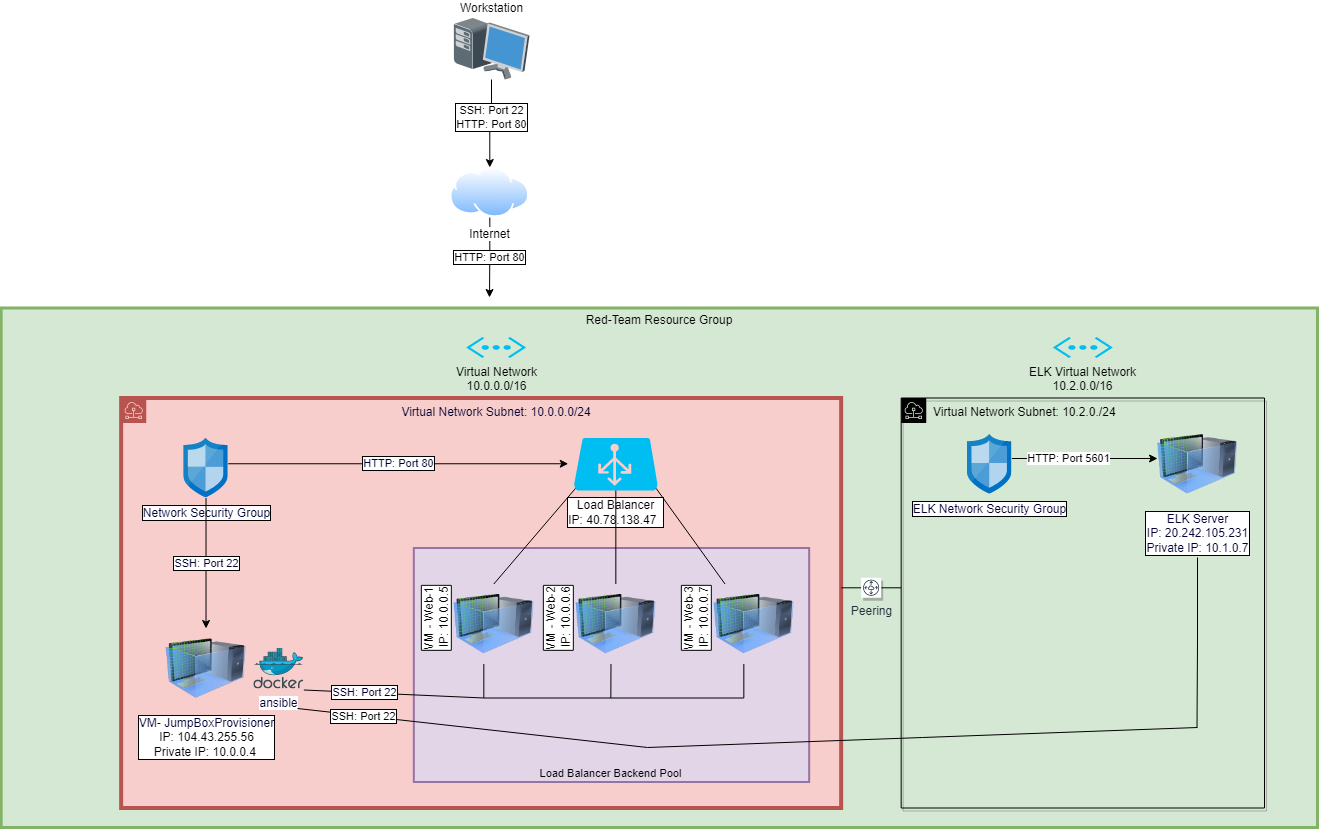 Workstation
SSH: Port 22
HTTP: Port 80
Internet
HTTP: Port 80
Red-Team Resource Group
Virtual Network
10.0.0.0/16
ELK Virtual Network
10.2.0.0/16
Virtual Network Subnet: 10.0.0.0/24
Virtual Network Subnet: 10.2.0./24
HTTP: Port 80
Network Security Group
Load Balancer
IP: 40.78.138.47
HTTP: Port 5601
ELK Network Security Group
ELK Server
IP: 20.242.105.231
Private IP: 10.1.0.7
SSH: Port 22
VM - Web-1
IP: 10.0.0.5
VM - Web-2
IP: 10.0.0.6
VM - Web-3
IP: 10.0.0.7
Peering
docker
ansible
SSH: Port 22
SSH: Port 22
VM- JumpBoxProvisioner
IP: 104.43.255.56
Private IP: 10.0.0.4
Load Balancer Backend Pool